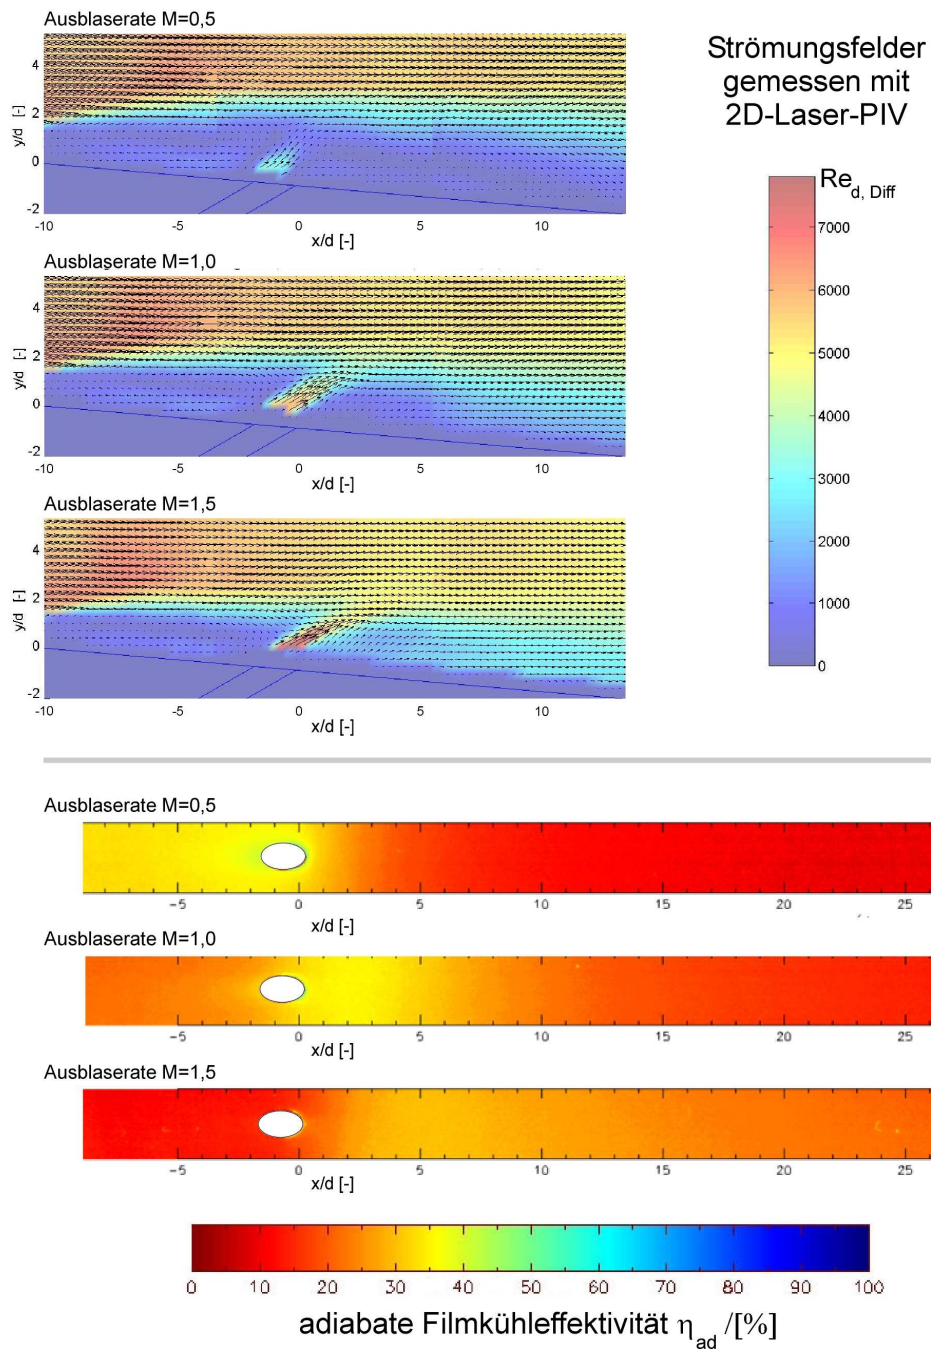 Ausblaserate M=0,5
4
2
0
-2
y/d [-]
-10
-5
0
5
10
x/d [-]
Ausblaserate M=1,0
4
2
0
-2
y/d [-]
-10
-5
0
5
10
x/d [-]
Ausblaserate M=1,5
4
2
0
-2
y/d [-]
-10
-5
0
5
10
x/d [-]
Strömungsfelder
gemessen mit
2D-Laser-PIV
Re d, Diff
7000
6000
5000
4000
3000
2000
1000
0
Ausblaserate M=0,5
-5 0 5 10 15 20 25
x/d [-]
Ausblaserate M=1,0
-5 0 5 10 15 20 25
x/d [-]
Ausblaserate M=1,5
-5 0 5 10 15 20 25
x/d [-]
0 10 20 30 40 50 60 70 80 90 100
adiabate Filmkühleffektivität η ad /[%]